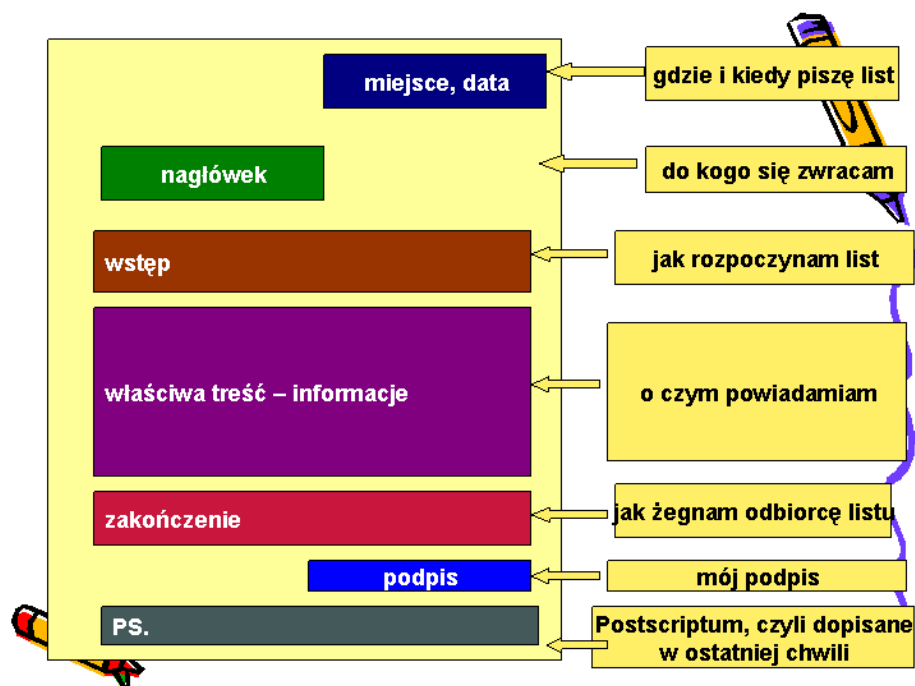 miejsce, data
gdzie i kiedy piszę list
nagłówek
do kogo się zwracam
wstęp
jak rozpoczynam list
właściwa treść – informacje
o czym powiadamiam
zakończenie
jak żegnam odbiorcę listu
podpis
mój podpis
PS.
Postscriptum, czyli dopisane
w ostatniej chwili